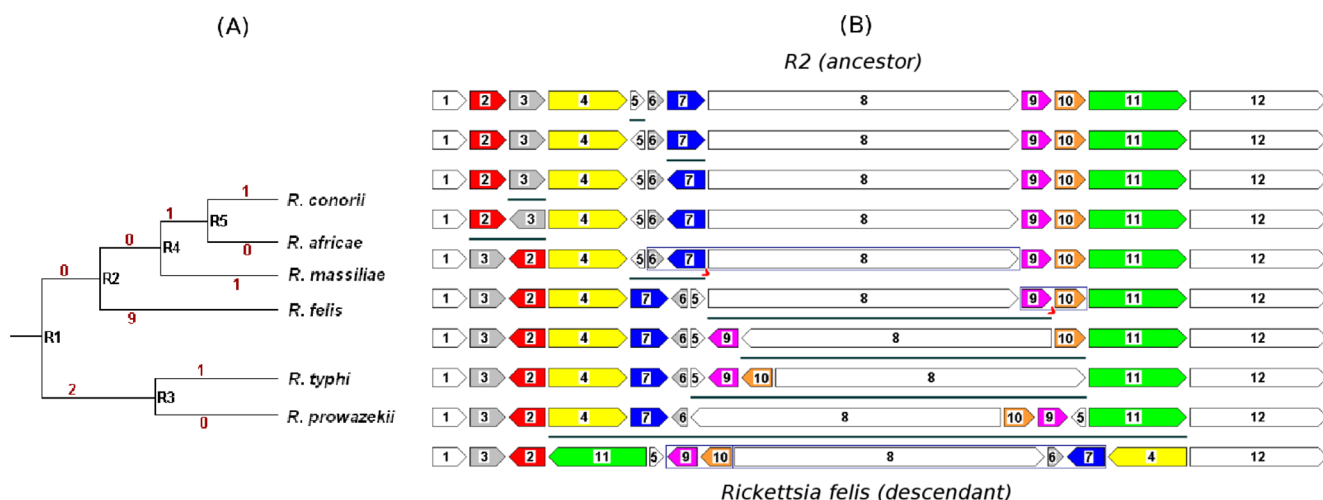 (A)
1
R. conorii
1
R5
0
R4
R. africae
0
0
R2
R. massiliae
1
R. felis
9
R1
1
R. typhi
2
R3
R. prowazekii
0
(B)
R2 (ancestor)
1 2 3 4 5 6 7 8 9 10 11 12
1 2 3 4 5 6 7 8 9 10 11 12
1 2 3 4 5 6 7 8 9 10 11 12
1 2 3 4 5 6 7 8 9 10 11 12
1 3 2 4 5 6 7 8 9 10 11 12
1 3 2 4 7 6 5 8 9 10 11 12
1 3 2 4 7 6 5 9 8 10 11 12
1 3 2 4 7 6 5 9 10 8 11 12
1 3 2 4 7 6 8 10 9 5 11 12
1 3 2 11 5 9 10 8 6 7 4 12
Rickettsia felis (descendant)